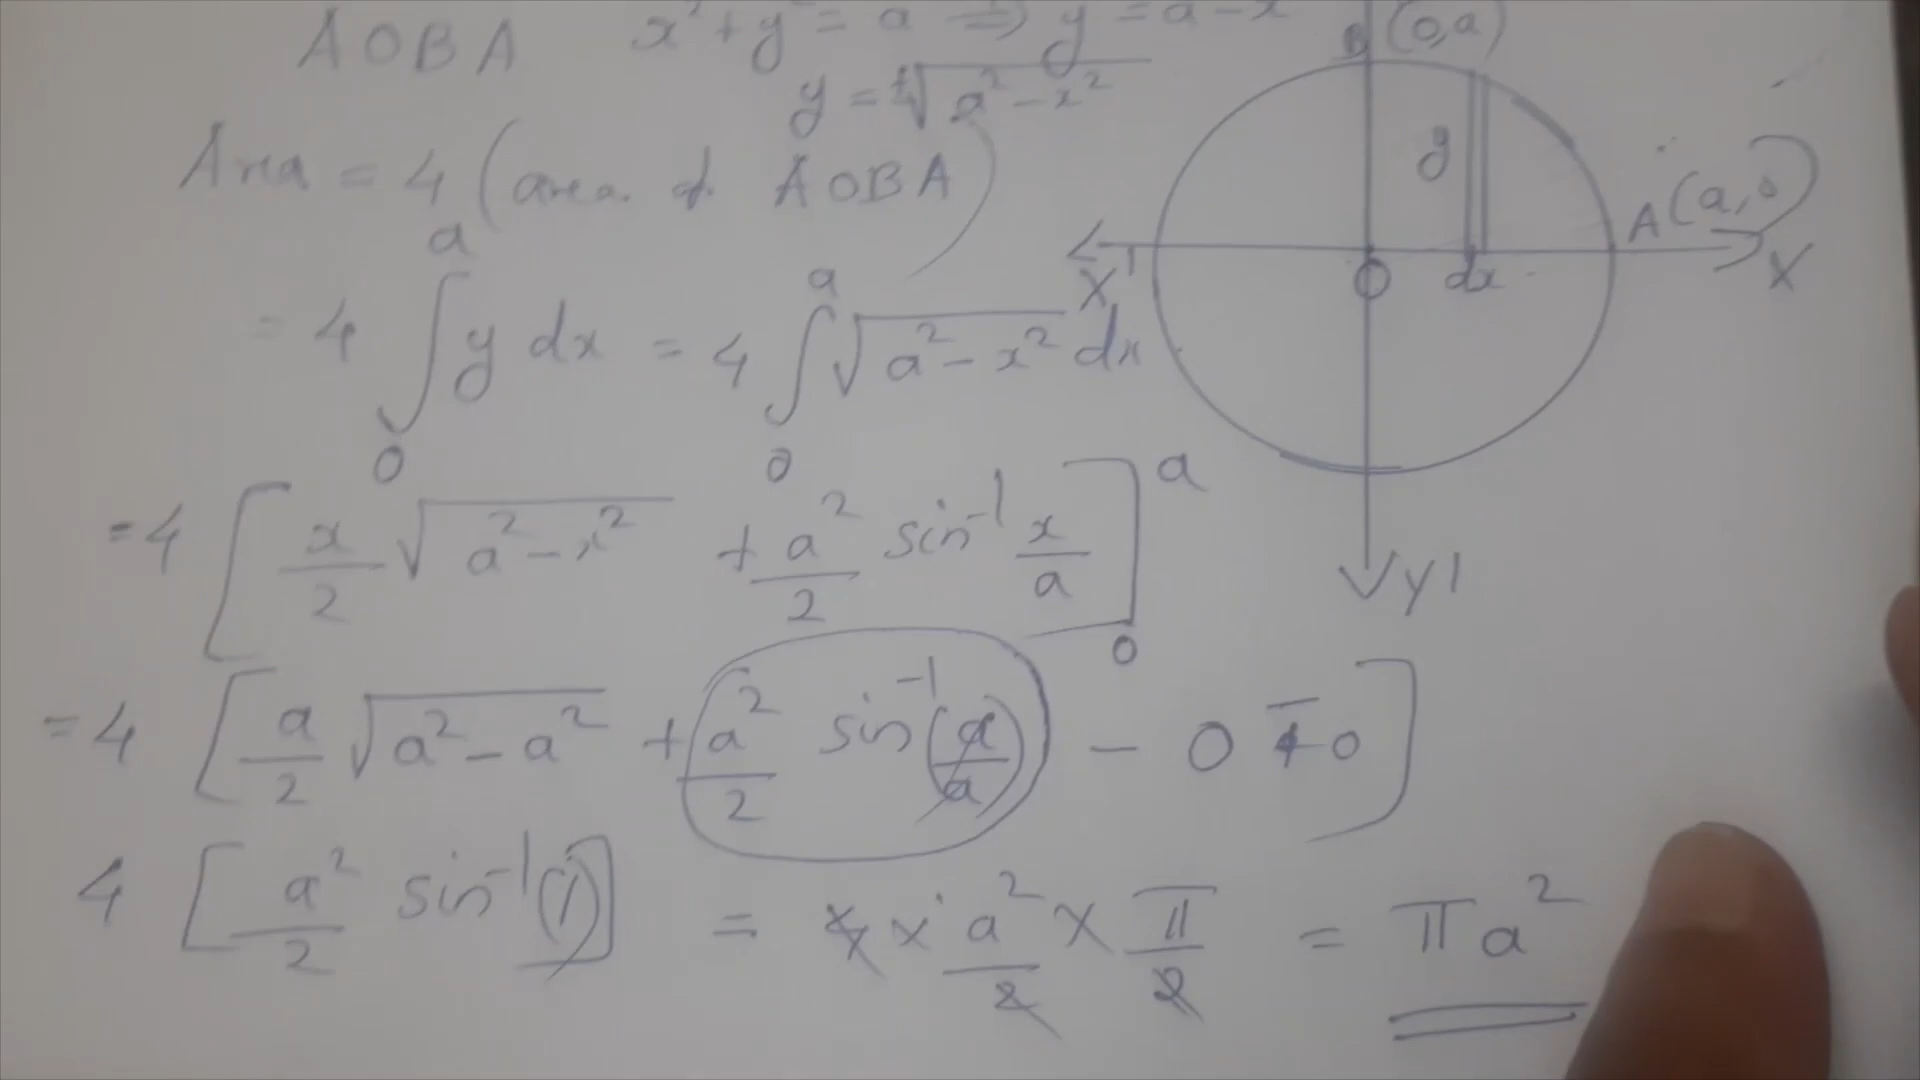 AOBA x² + y² = a² ⇒ y² = a² - x²
y = ±√(a² - x²)
Area = 4 (area of AOBA)
= 4 ∫₀ᵃ y dx = 4 ∫₀ᵃ √(a² - x²) dx
= 4 [ x/2 √(a² - x²) + a²/2 sin⁻¹ x/a ]₀ᵃ
= 4 [ a/2 √(a² - a²) + a²/2 sin⁻¹ (a/a) - 0 - 0 ]
4 [ a²/2 sin⁻¹ (1) ] = 4 × a²/2 × π/2 = πa²
B (0,a)
y
A (a,0)
X'
O
dx
X
Y'